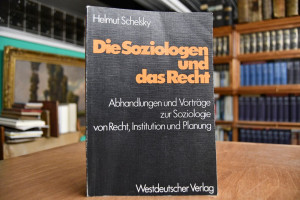 Helmut Schelsky
Die Soziologen
und
das Recht
Abhandlungen und Vorträge
zur Soziologie
von Recht, Institution und Planung
Westdeutscher Verlag